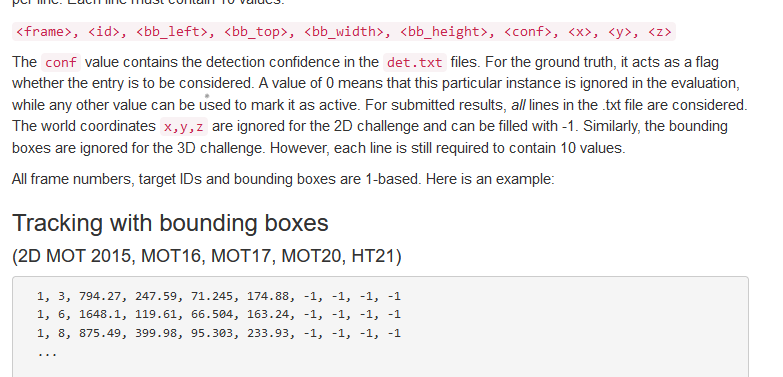 per line. Each line must contain 10 values.
<frame>, <id>, <bb_left>, <bb_top>, <bb_width>, <bb_height>, <conf>, <x>, <y>, <z>
The conf value contains the detection confidence in the det.txt files. For the ground truth, it acts as a flag
whether the entry is to be considered. A value of 0 means that this particular instance is ignored in the evaluation,
while any other value can be used to mark it as active. For submitted results, all lines in the .txt file are considered.
The world coordinates x,y,z are ignored for the 2D challenge and can be filled with -1. Similarly, the bounding
boxes are ignored for the 3D challenge. However, each line is still required to contain 10 values.
All frame numbers, target IDs and bounding boxes are 1-based. Here is an example:
Tracking with bounding boxes
(2D MOT 2015, MOT16, MOT17, MOT20, HT21)
1, 3, 794.27, 247.59, 71.245, 174.88, -1, -1, -1, -1
1, 6, 1648.1, 119.61, 66.504, 163.24, -1, -1, -1, -1
1, 8, 875.49, 399.98, 95.303, 233.93, -1, -1, -1, -1
...